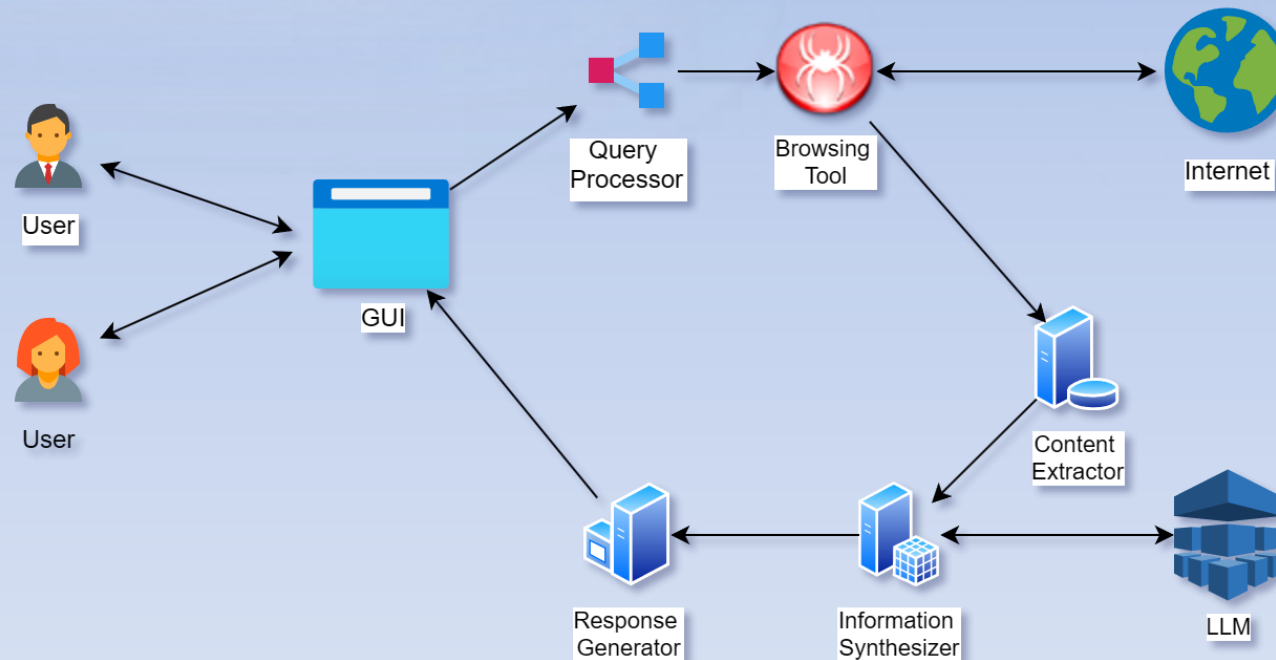 Query
Processor
Browsing
Tool
Internet
User
GUI
User
Content
Extractor
Response
Generator
Information
Synthesizer
LLM